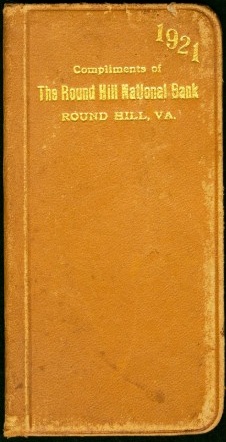 1921
Compliments of
The Round Hill National Bank
ROUND HILL, VA.